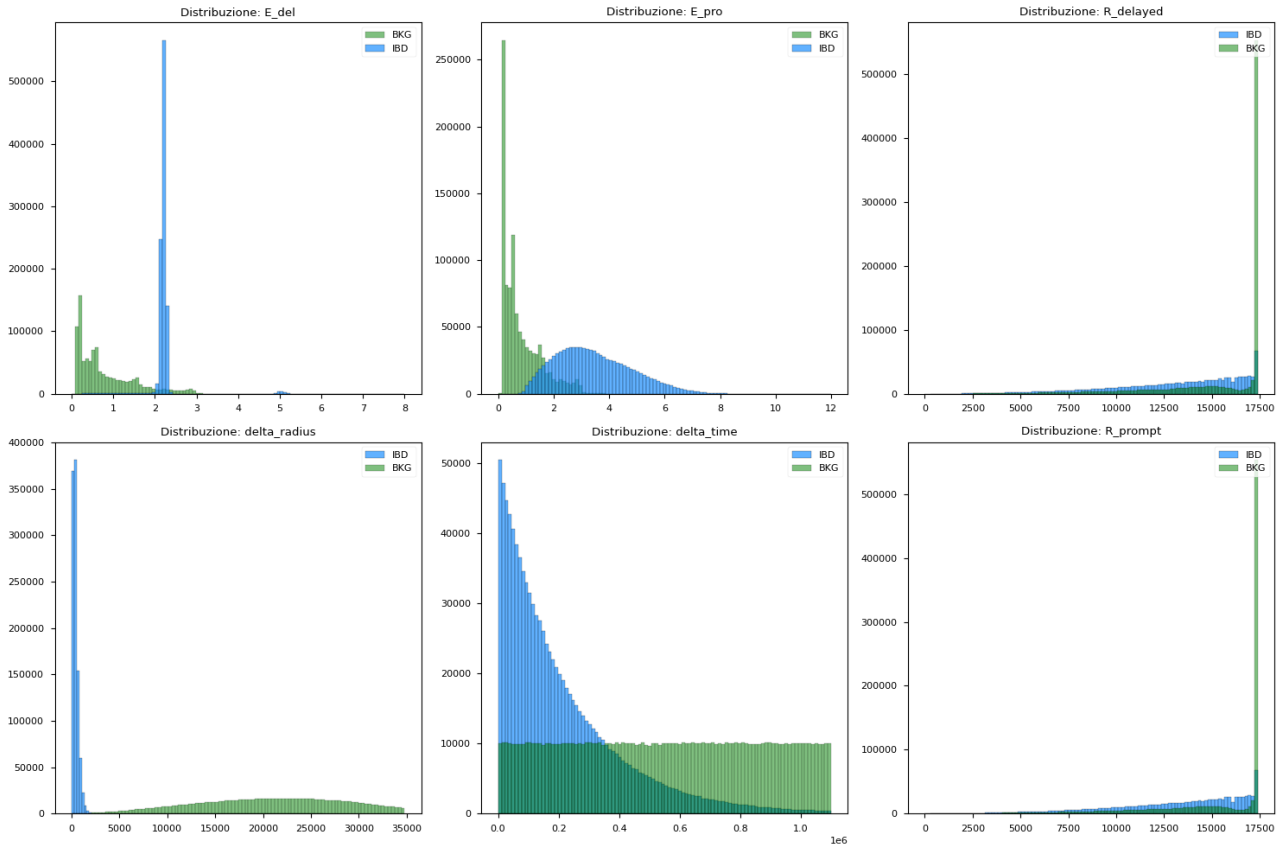 Distribuzione: E_del
BKG
IBD
500000
400000
300000
200000
100000
0
0 1 2 3 4 5 6 7 8
Distribuzione: E_pro
BKG
IBD
250000
200000
150000
100000
50000
0
0 2 4 6 8 10 12
Distribuzione: R_delayed
IBD
BKG
500000
400000
300000
200000
100000
0
0 2500 5000 7500 10000 12500 15000 17500
Distribuzione: delta_radius
IBD
BKG
400000
350000
300000
250000
200000
150000
100000
50000
0
0 5000 10000 15000 20000 25000 30000 35000
Distribuzione: delta_time
IBD
BKG
50000
40000
30000
20000
10000
0
0.0 0.2 0.4 0.6 0.8 1.0
1e6
Distribuzione: R_prompt
IBD
BKG
500000
400000
300000
200000
100000
0
0 2500 5000 7500 10000 12500 15000 17500